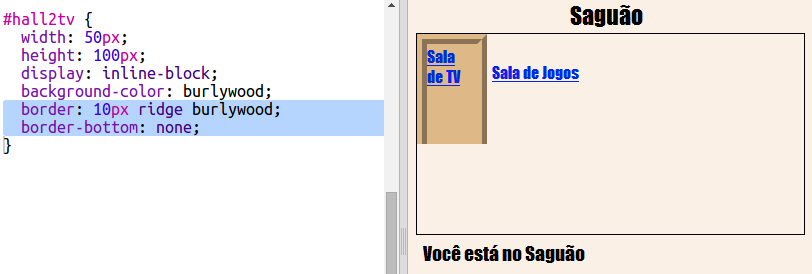 #hall2tv {
width: 50px;
height: 100px;
display: inline-block;
background-color: burlywood;
border: 10px ridge burlywood;
border-bottom: none;
}
Saguão
Sala
de TV
Sala de Jogos
Você está no Saguão